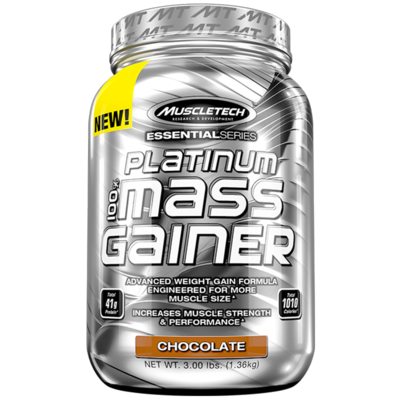 NEW!
MUSCLETECH
RESEARCH & DEVELOPMENT
ESSENTIALSERIES
PLATINUM
100% MASS
GAINER
ADVANCED WEIGHT GAIN FORMULA
ENGINEERED FOR MORE
MUSCLE SIZE*
Total
41g
Protein*
INCREASES MUSCLE STRENGTH
& PERFORMANCE*
Total
1010
Calories*
CHOCOLATE
NET WT. 3.00 lbs. (1.36kg)